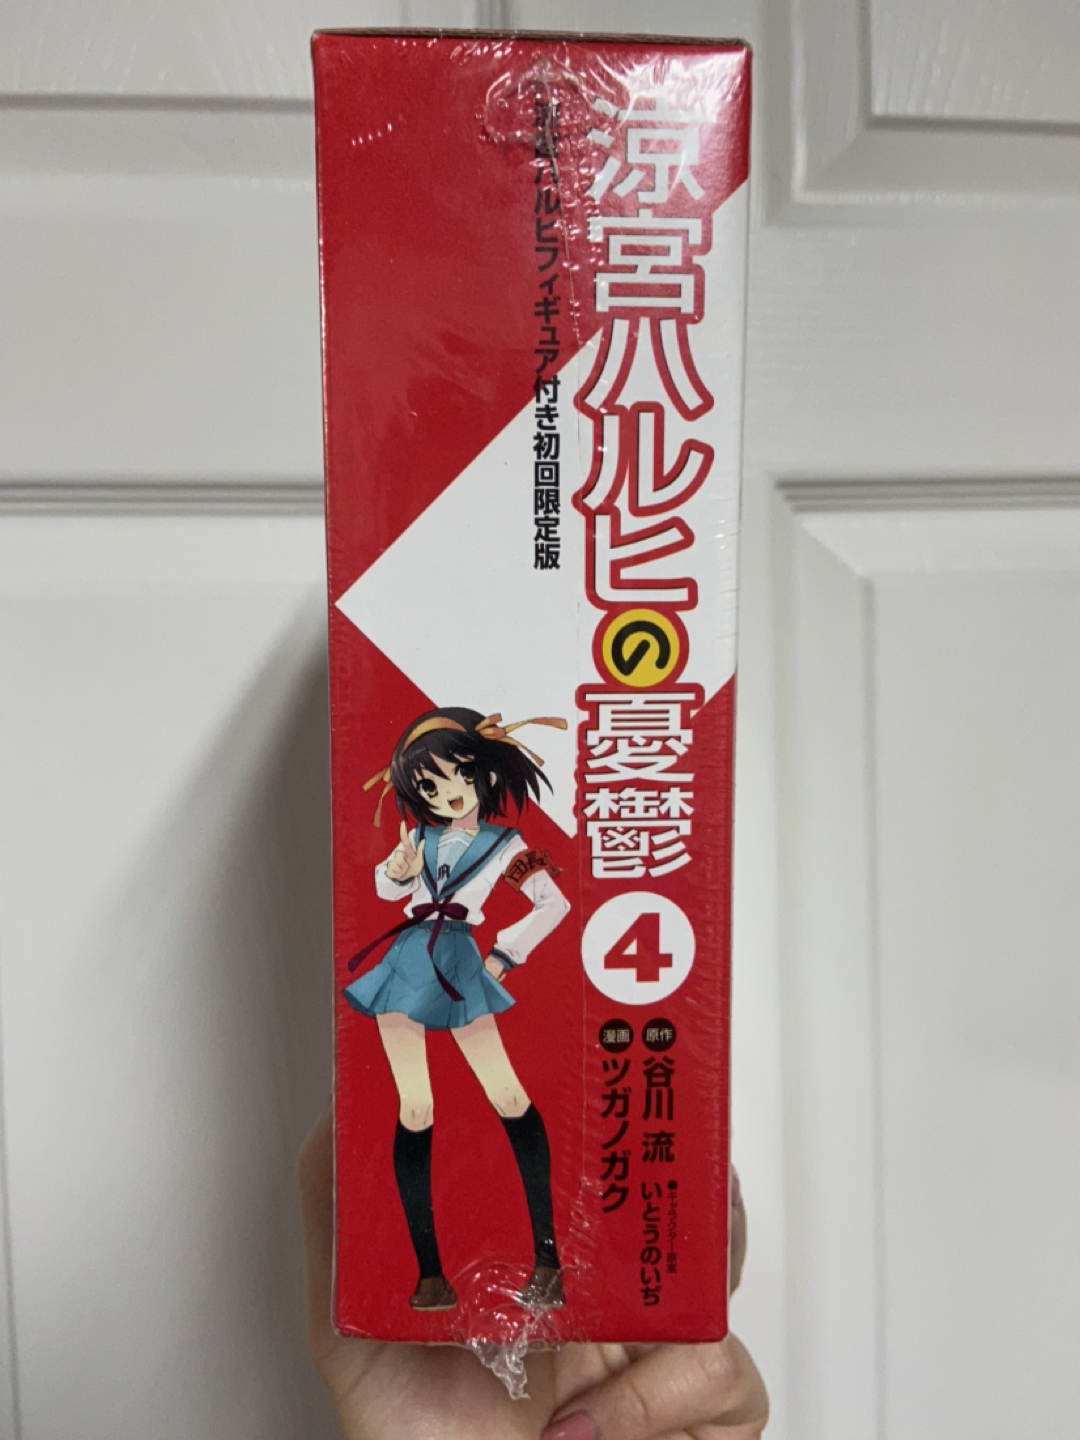 涼宮ハルヒの憂鬱
4
原作 谷川 流
●キャラクター原案 いとうのいぢ
漫画 ツガノガク
ハルヒフィギュア付き初回限定版
団長